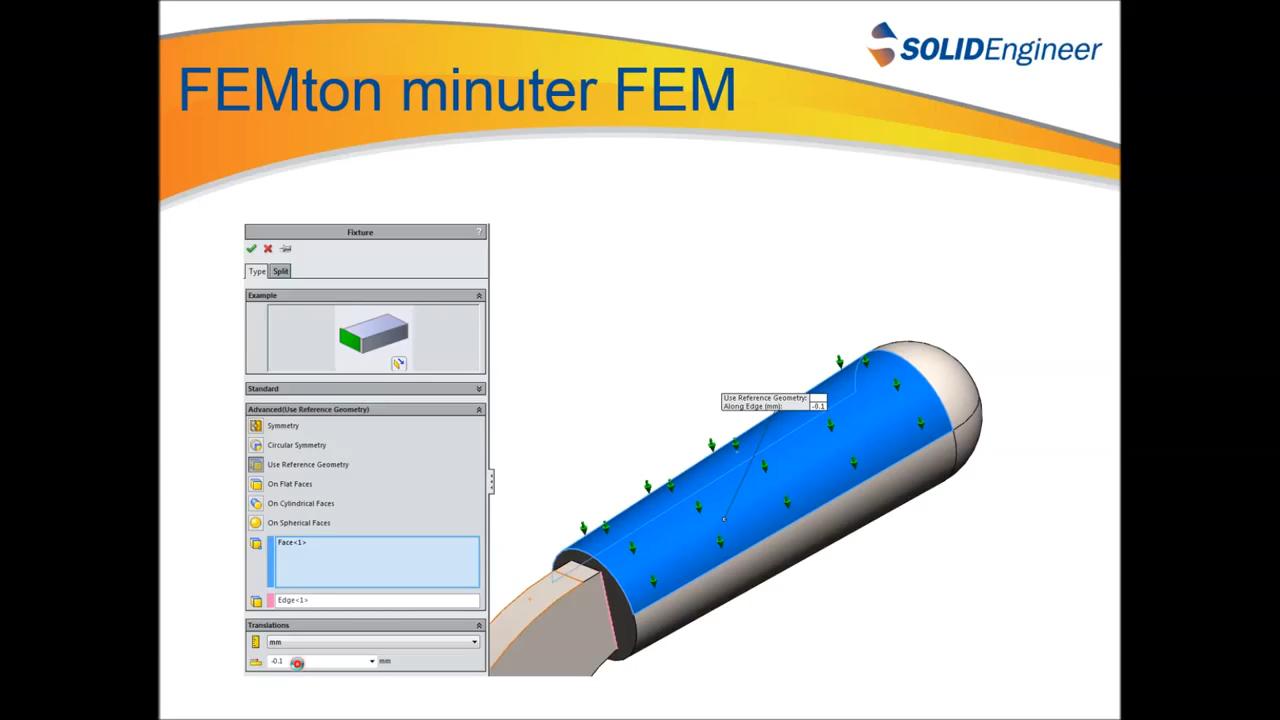 SOLIDEngineer
FEMton minuter FEM
Fixture
?
Type
Split
Example
Standard
Advanced(Use Reference Geometry)
Symmetry
Circular Symmetry
Use Reference Geometry
On Flat Faces
On Cylindrical Faces
On Spherical Faces
Face<1>
Edge<1>
Translations
mm
-0.1 mm
Use Reference Geometry:
Along Edge (mm): -0.1